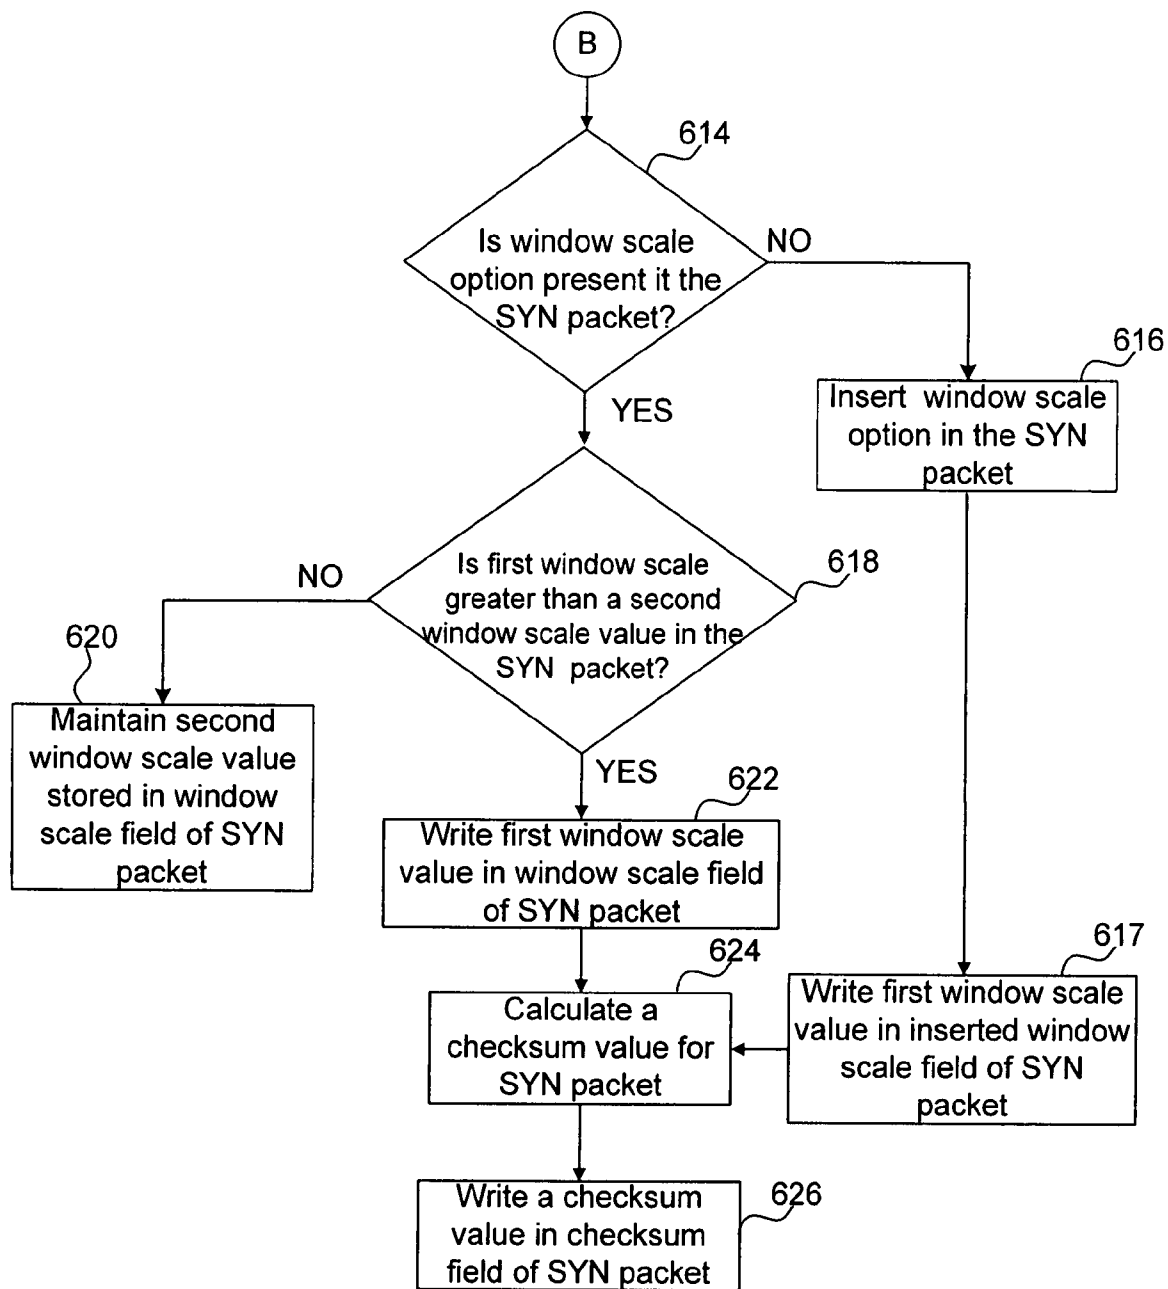 B
614
Is window scale
option present it the
SYN packet?
NO
YES
616
Insert window scale
option in the SYN
packet
618
Is first window scale
greater than a second
window scale value in the
SYN packet?
NO
YES
620
Maintain second
window scale value
stored in window
scale field of SYN
packet
622
Write first window scale
value in window scale field
of SYN packet
617
Write first window scale
value in inserted window
scale field of SYN
packet
624
Calculate a
checksum value for
SYN packet
626
Write a checksum
value in checksum
field of SYN packet